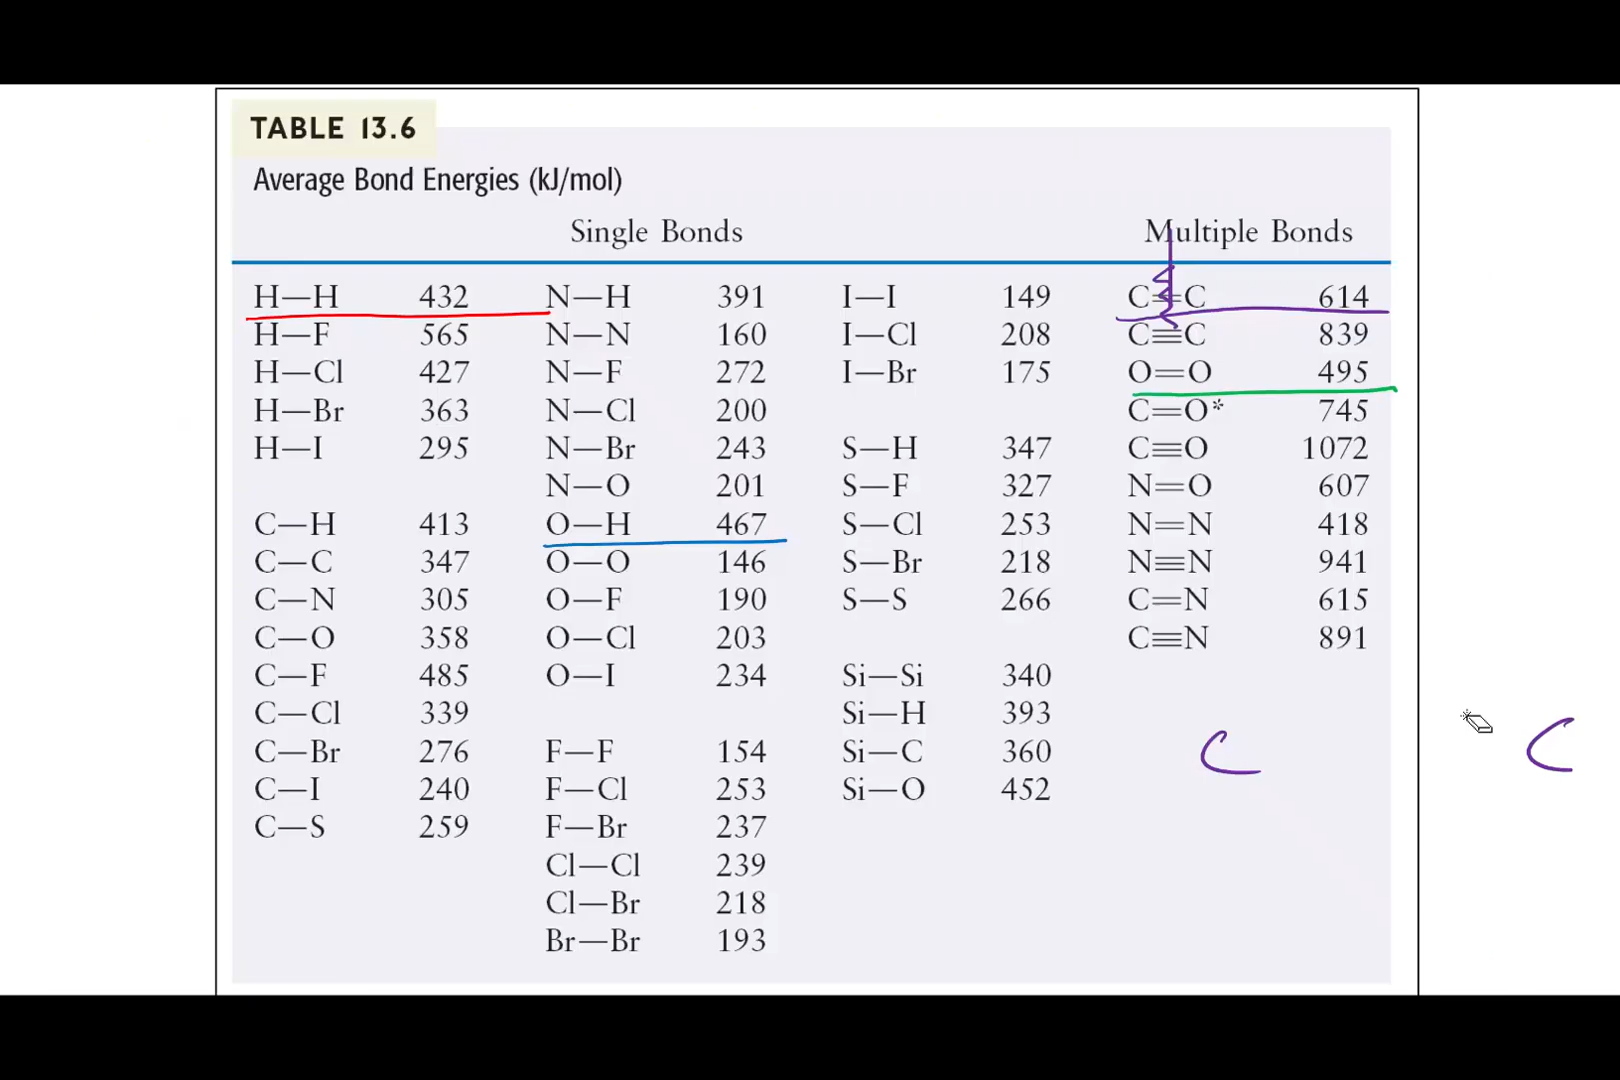 TABLE 13.6
Average Bond Energies (kJ/mol)
Single Bonds Multiple Bonds
H—H 432 N—H 391 I—I 149 C=C 614
H—F 565 N—N 160 I—Cl 208 C≡C 839
H—Cl 427 N—F 272 I—Br 175 O=O 495
H—Br 363 N—Cl 200 C=O* 745
H—I 295 N—Br 243 S—H 347 C≡O 1072
N—O 201 S—F 327 N=O 607
C—H 413 O—H 467 S—Cl 253 N=N 418
C—C 347 O—O 146 S—Br 218 N≡N 941
C—N 305 O—F 190 S—S 266 C=N 615
C—O 358 O—Cl 203 C≡N 891
C—F 485 O—I 234 Si—Si 340
C—Cl 339 Si—H 393
C—Br 276 F—F 154 Si—C 360 C C
C—I 240 F—Cl 253 Si—O 452
C—S 259 F—Br 237
Cl—Cl 239
Cl—Br 218
Br—Br 193